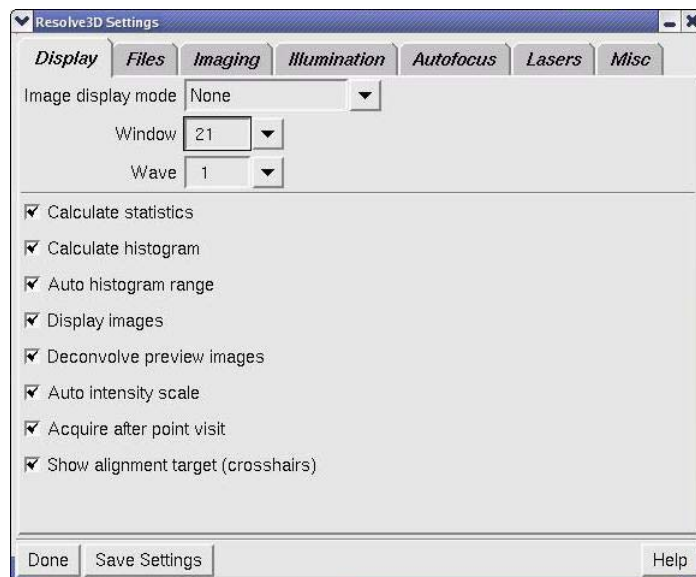 Resolve3D Settings
Display Files Imaging Illumination Autofocus Lasers Misc
Image display mode None
Window 21
Wave 1
Calculate statistics
Calculate histogram
Auto histogram range
Display images
Deconvolve preview images
Auto intensity scale
Acquire after point visit
Show alignment target (crosshairs)
Done Save Settings Help